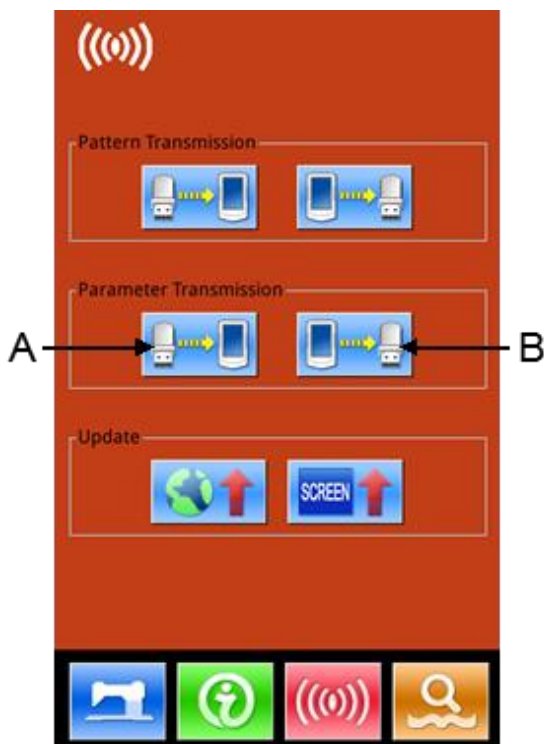 Pattern Transmission
Parameter Transmission
A
B
Update
SCREEN